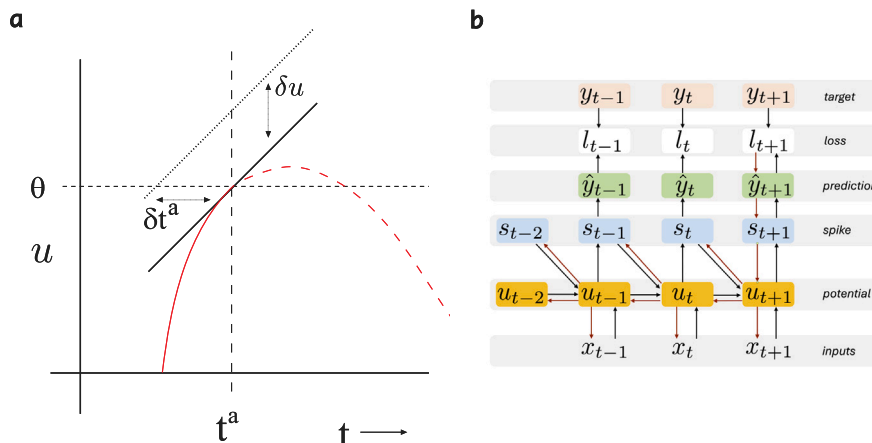 a
δu
θ
δtᵃ
u
tᵃ
t
b
y_{t−1} y_t y_{t+1} target
l_{t−1} l_t l_{t+1} loss
ŷ_{t−1} ŷ_t ŷ_{t+1} prediction
s_{t−2} s_{t−1} s_t s_{t+1} spike
u_{t−2} u_{t−1} u_t u_{t+1} potential
x_{t−1} x_t x_{t+1} inputs